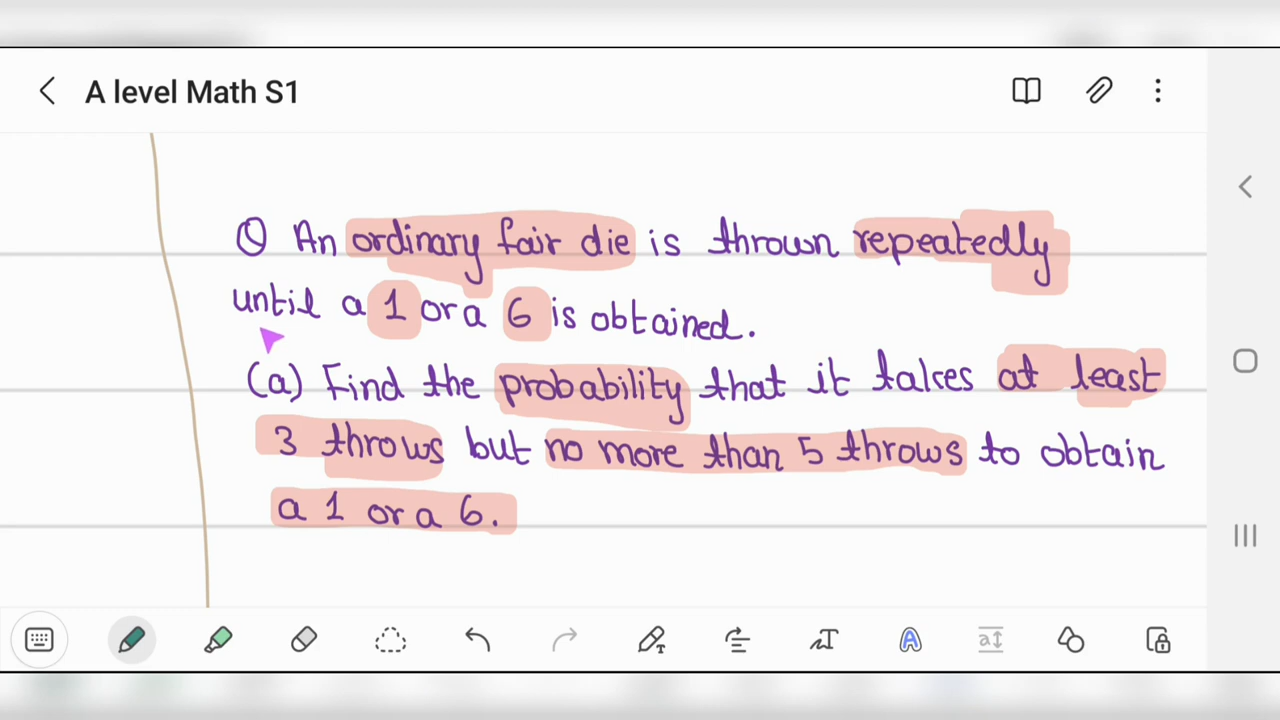 A level Math S1
Q An ordinary fair die is thrown repeatedly
until a 1 or a 6 is obtained.
(a) Find the probability that it takes at least
3 throws but no more than 5 throws to obtain
a 1 or a 6.